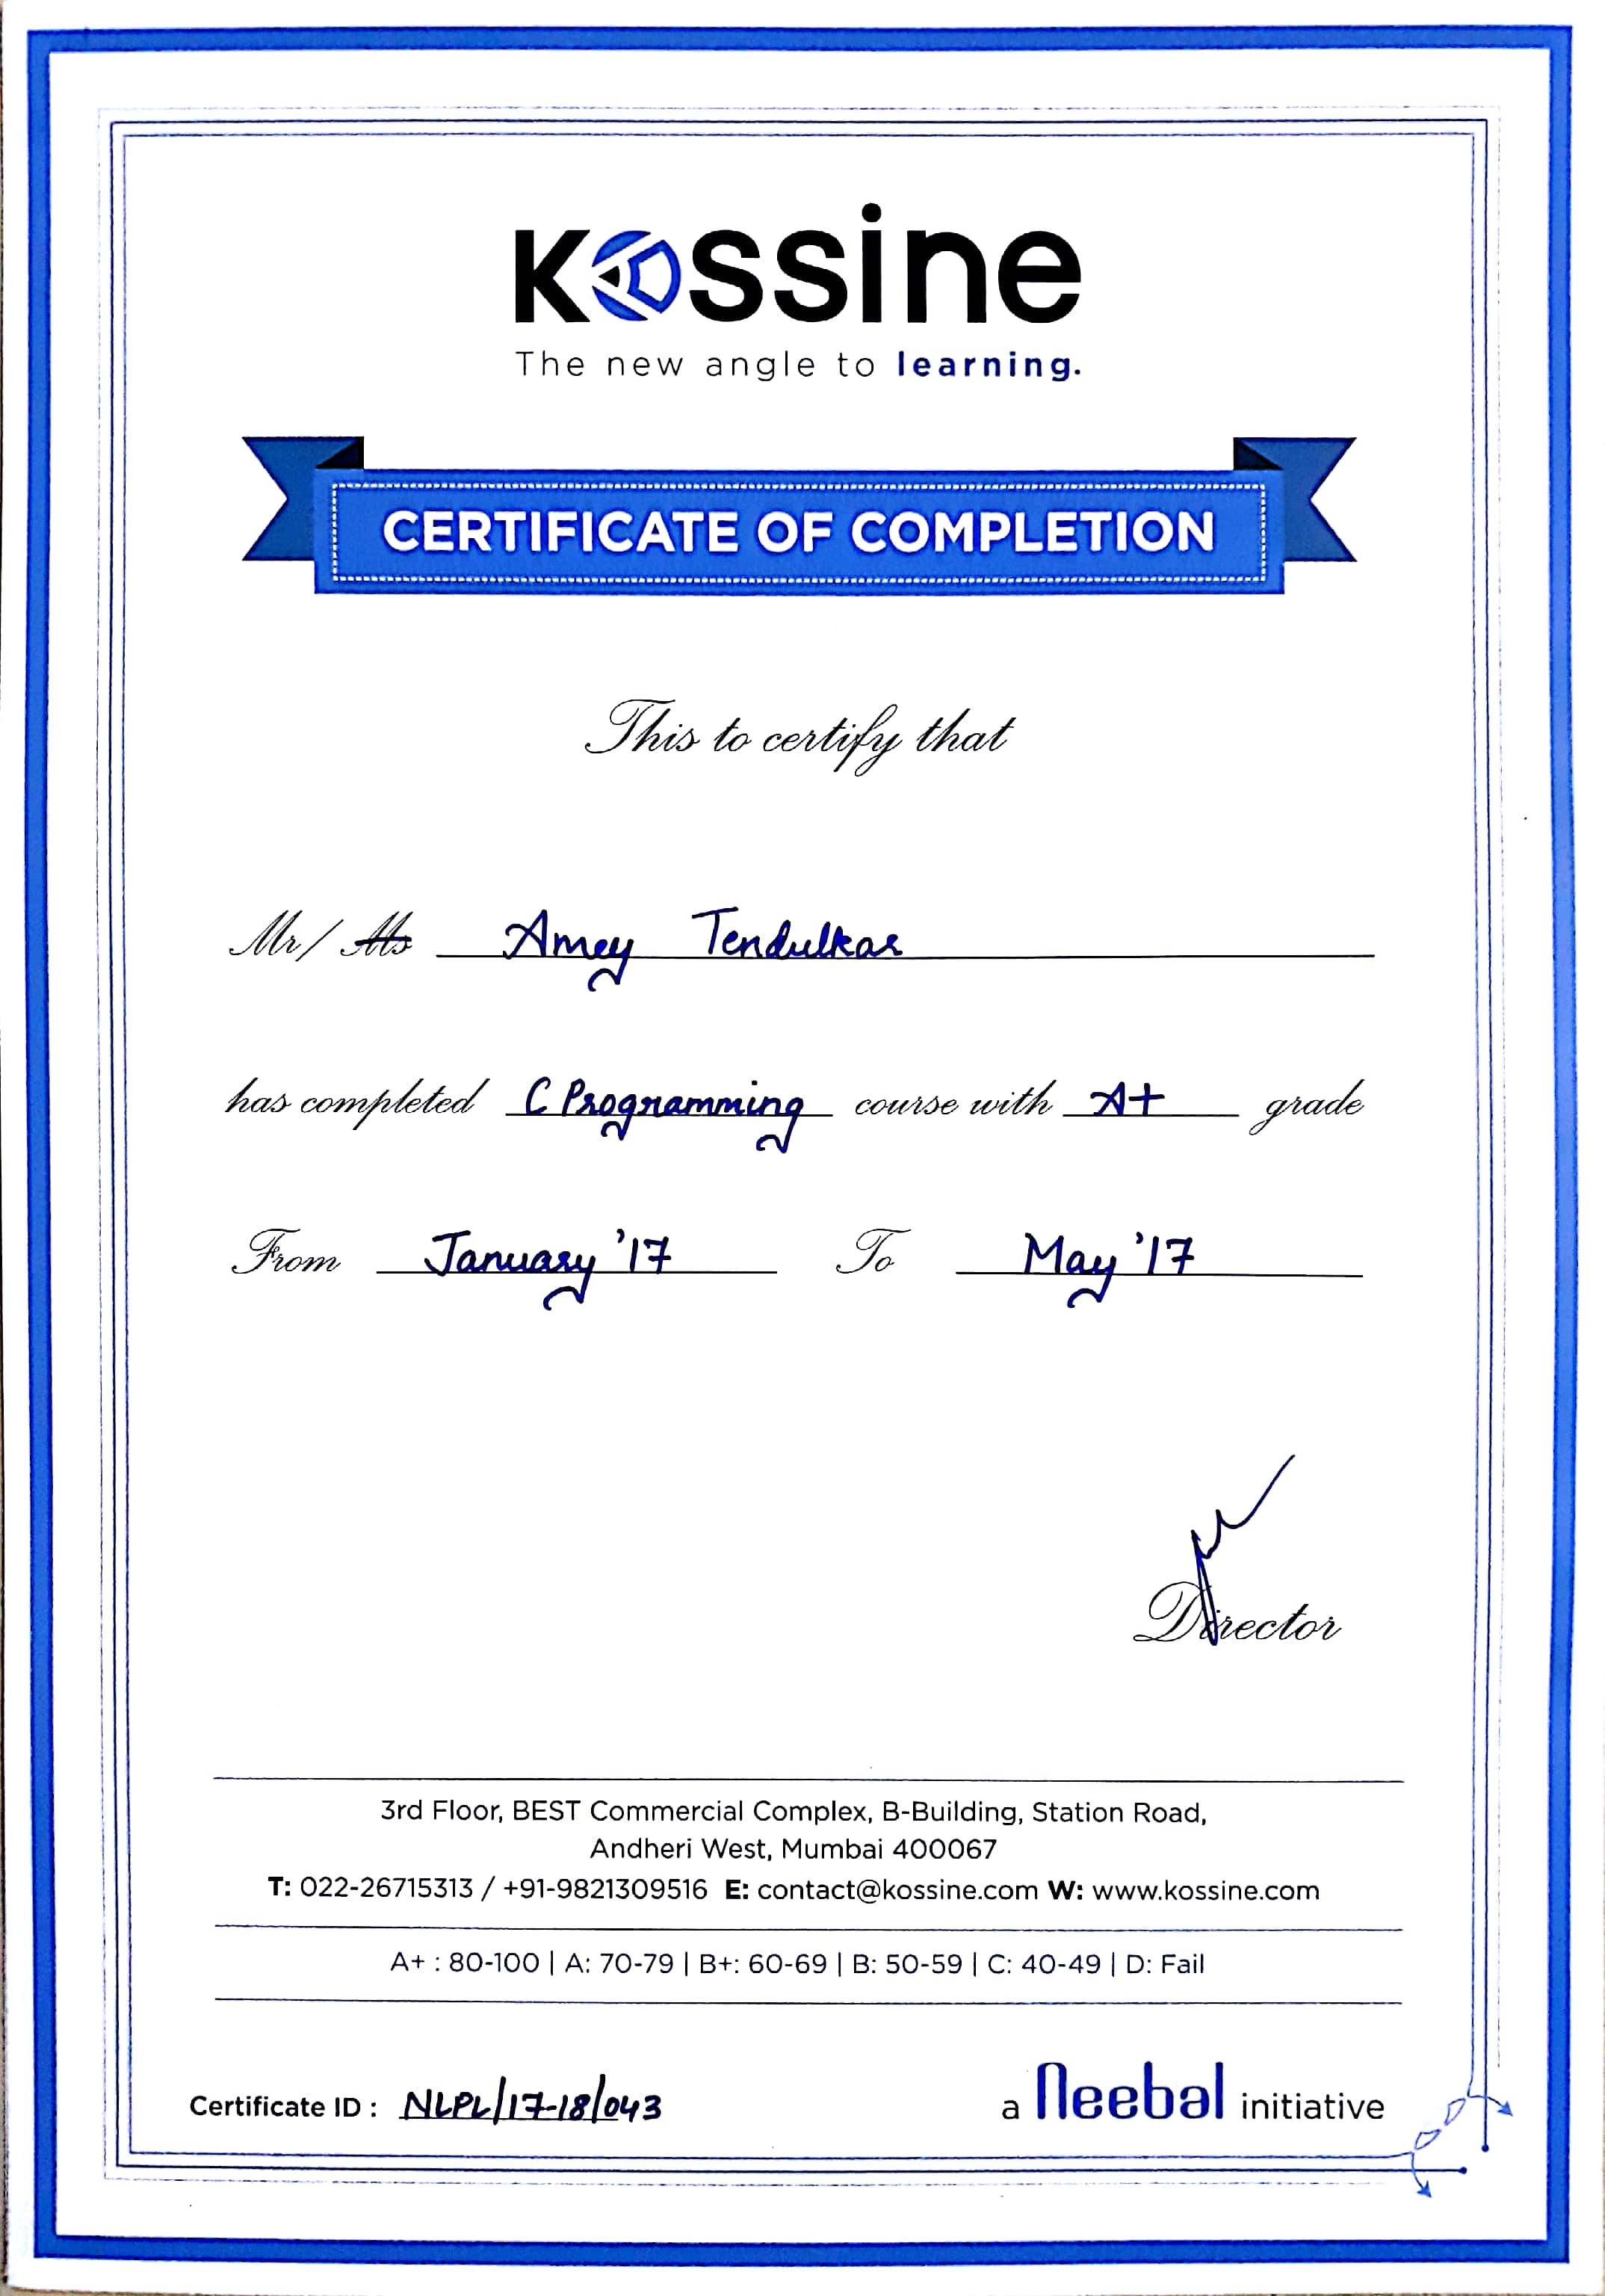 Kossine
The new angle to learning.
CERTIFICATE OF COMPLETION
This to certify that
Mr/ Ms Amey Tendulkar
has completed C Programming course with A+ grade
From January '17 To May '17
Director
3rd Floor, BEST Commercial Complex, B-Building, Station Road,
Andheri West, Mumbai 400067
T: 022-26715313 / +91-9821309516 E: contact@kossine.com W: www.kossine.com
A+ : 80-100 | A: 70-79 | B+: 60-69 | B: 50-59 | C: 40-49 | D: Fail
Certificate ID : NLPL/17-18/043 a neebal initiative